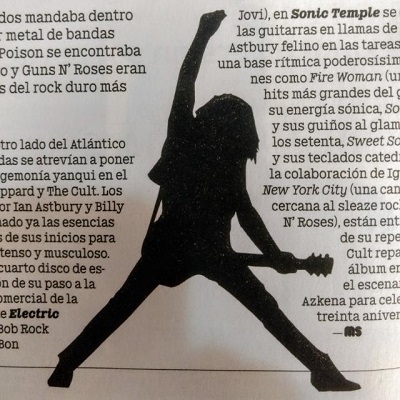 dos mandaba dentro
r metal de bandas
Poison se encontraba
o y Guns N' Roses eran
s del rock duro más
tro lado del Atlántico
das se atrevían a poner
egemonía yanqui en el
ppard y The Cult. Los
or Ian Astbury y Billy
nado ya las esencias
s de sus inicios para
tenso y musculoso.
cuarto disco de es-
ón de su paso a la
omercial de la
e Electric
Bob Rock
Bon
Jovi), en Sonic Temple se
las guitarras en llamas de
Astbury felino en las tareas
una base rítmica poderosísim
nes como Fire Woman (un
hits más grandes del g
su energía sónica, So
y sus guiños al glam
los setenta, Sweet So
y sus teclados catedr
la colaboración de Ig
New York City (una can
cercana al sleaze rock
N' Roses), están entr
de su repe
Cult repa
álbum en
el escenar
Azkena para cele
treinta aniver
—MS